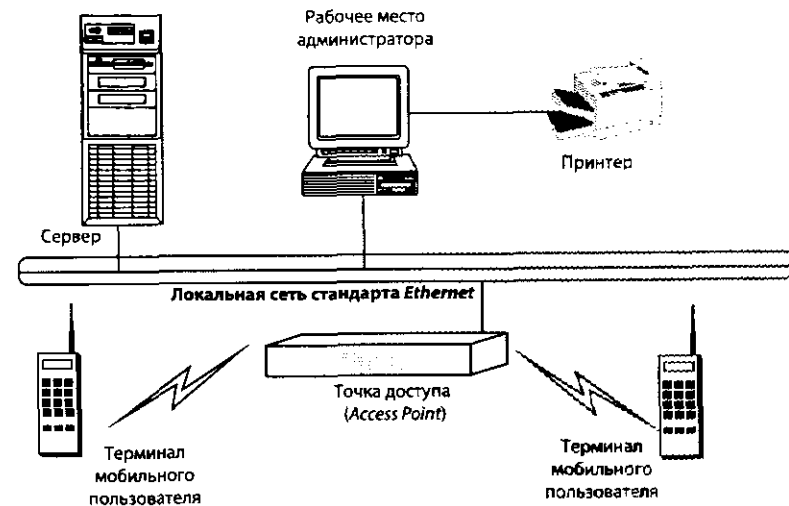 Рабочее место
администратора
Принтер
Сервер
Локальная сеть стандарта Ethernet
Точка доступа
(Access Point)
Терминал
мобильного
пользователя
Терминал
мобильного
пользователя